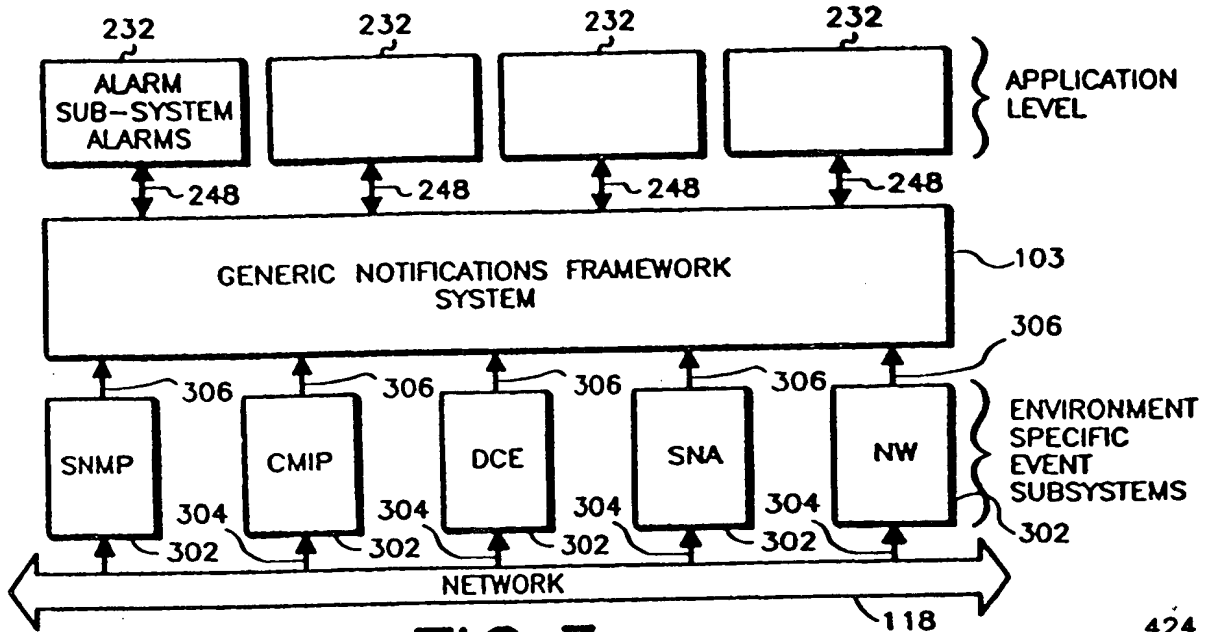 232 232 232 232
ALARM
SUB-SYSTEM
ALARMS
APPLICATION
LEVEL
248 248 248 248
GENERIC NOTIFICATIONS FRAMEWORK
SYSTEM
103
306
306 306 306 306
SNMP CMIP DCE SNA NW
ENVIRONMENT
SPECIFIC
EVENT
SUBSYSTEMS
304 304 304 304
302 302 302 302 302
NETWORK
118
424